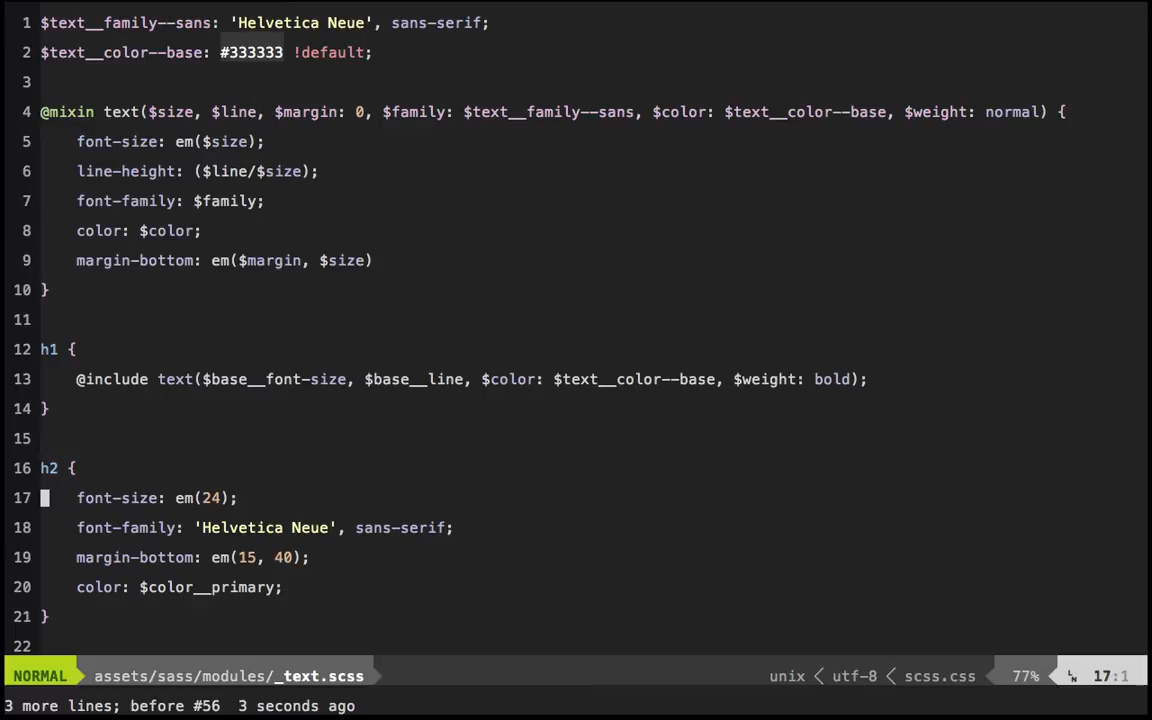 1 $text__family--sans: 'Helvetica Neue', sans-serif;
2 $text__color--base: #333333 !default;
3
4 @mixin text($size, $line, $margin: 0, $family: $text__family--sans, $color: $text__color--base, $weight: normal) {
5     font-size: em($size);
6     line-height: ($line/$size);
7     font-family: $family;
8     color: $color;
9     margin-bottom: em($margin, $size)
10 }
11
12 h1 {
13     @include text($base__font-size, $base__line, $color: $text__color--base, $weight: bold);
14 }
15
16 h2 {
17     font-size: em(24);
18     font-family: 'Helvetica Neue', sans-serif;
19     margin-bottom: em(15, 40);
20     color: $color__primary;
21 }
22
NORMAL assets/sass/modules/_text.scss unix utf-8 scss.css 77% LN 17:1
3 more lines; before #56  3 seconds ago